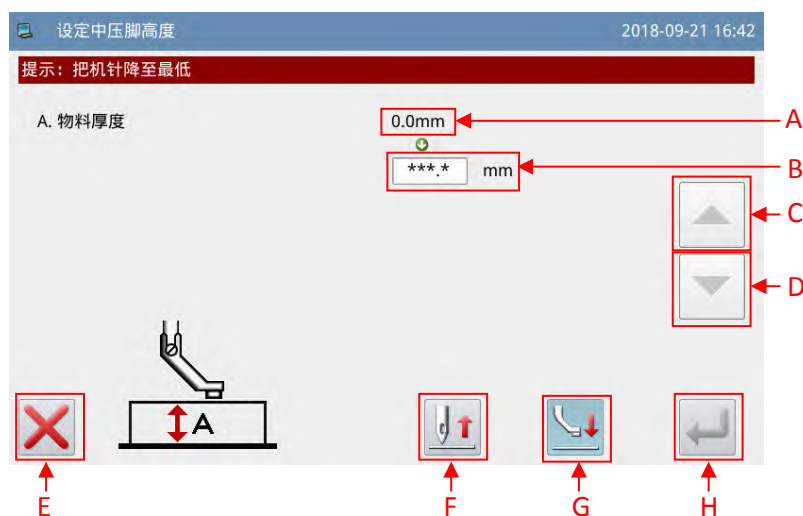 设定中压脚高度 2018-09-21 16:42
提示：把机针降至最低
A. 物料厚度 0.0mm A
***.* mm B
C
D
A
E F G H